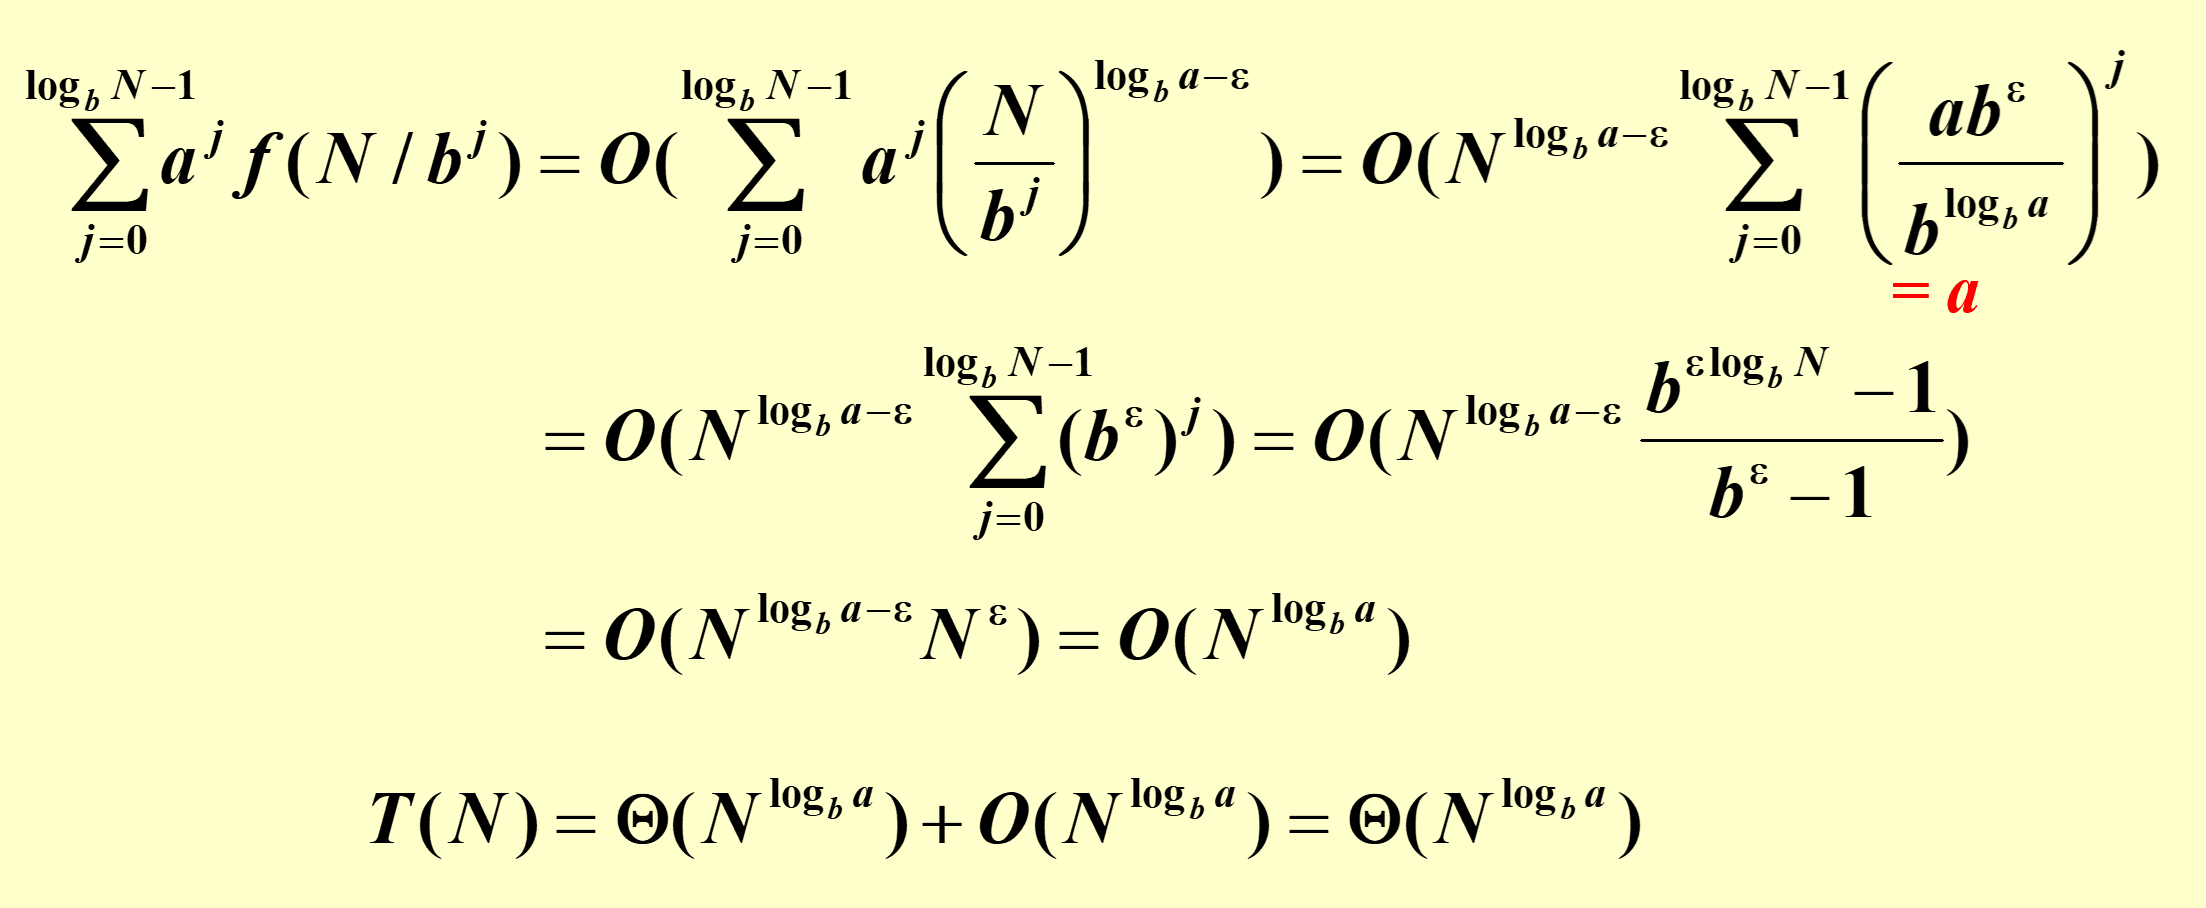 $\sum_{j=0}^{\log_b N-1} a^j f(N/b^j) = O(\sum_{j=0}^{\log_b N-1} a^j \left(\frac{N}{b^j}\right)^{\log_b a-\varepsilon}) = O(N^{\log_b a-\varepsilon} \sum_{j=0}^{\log_b N-1} \left(\frac{ab^\varepsilon}{b^{\log_b a}}\right)^j)$
$= a$
$= O(N^{\log_b a-\varepsilon} \sum_{j=0}^{\log_b N-1} (b^\varepsilon)^j) = O(N^{\log_b a-\varepsilon} \frac{b^{\varepsilon \log_b N} - 1}{b^\varepsilon - 1})$
$= O(N^{\log_b a-\varepsilon} N^\varepsilon) = O(N^{\log_b a})$
$T(N) = \Theta(N^{\log_b a}) + O(N^{\log_b a}) = \Theta(N^{\log_b a})$